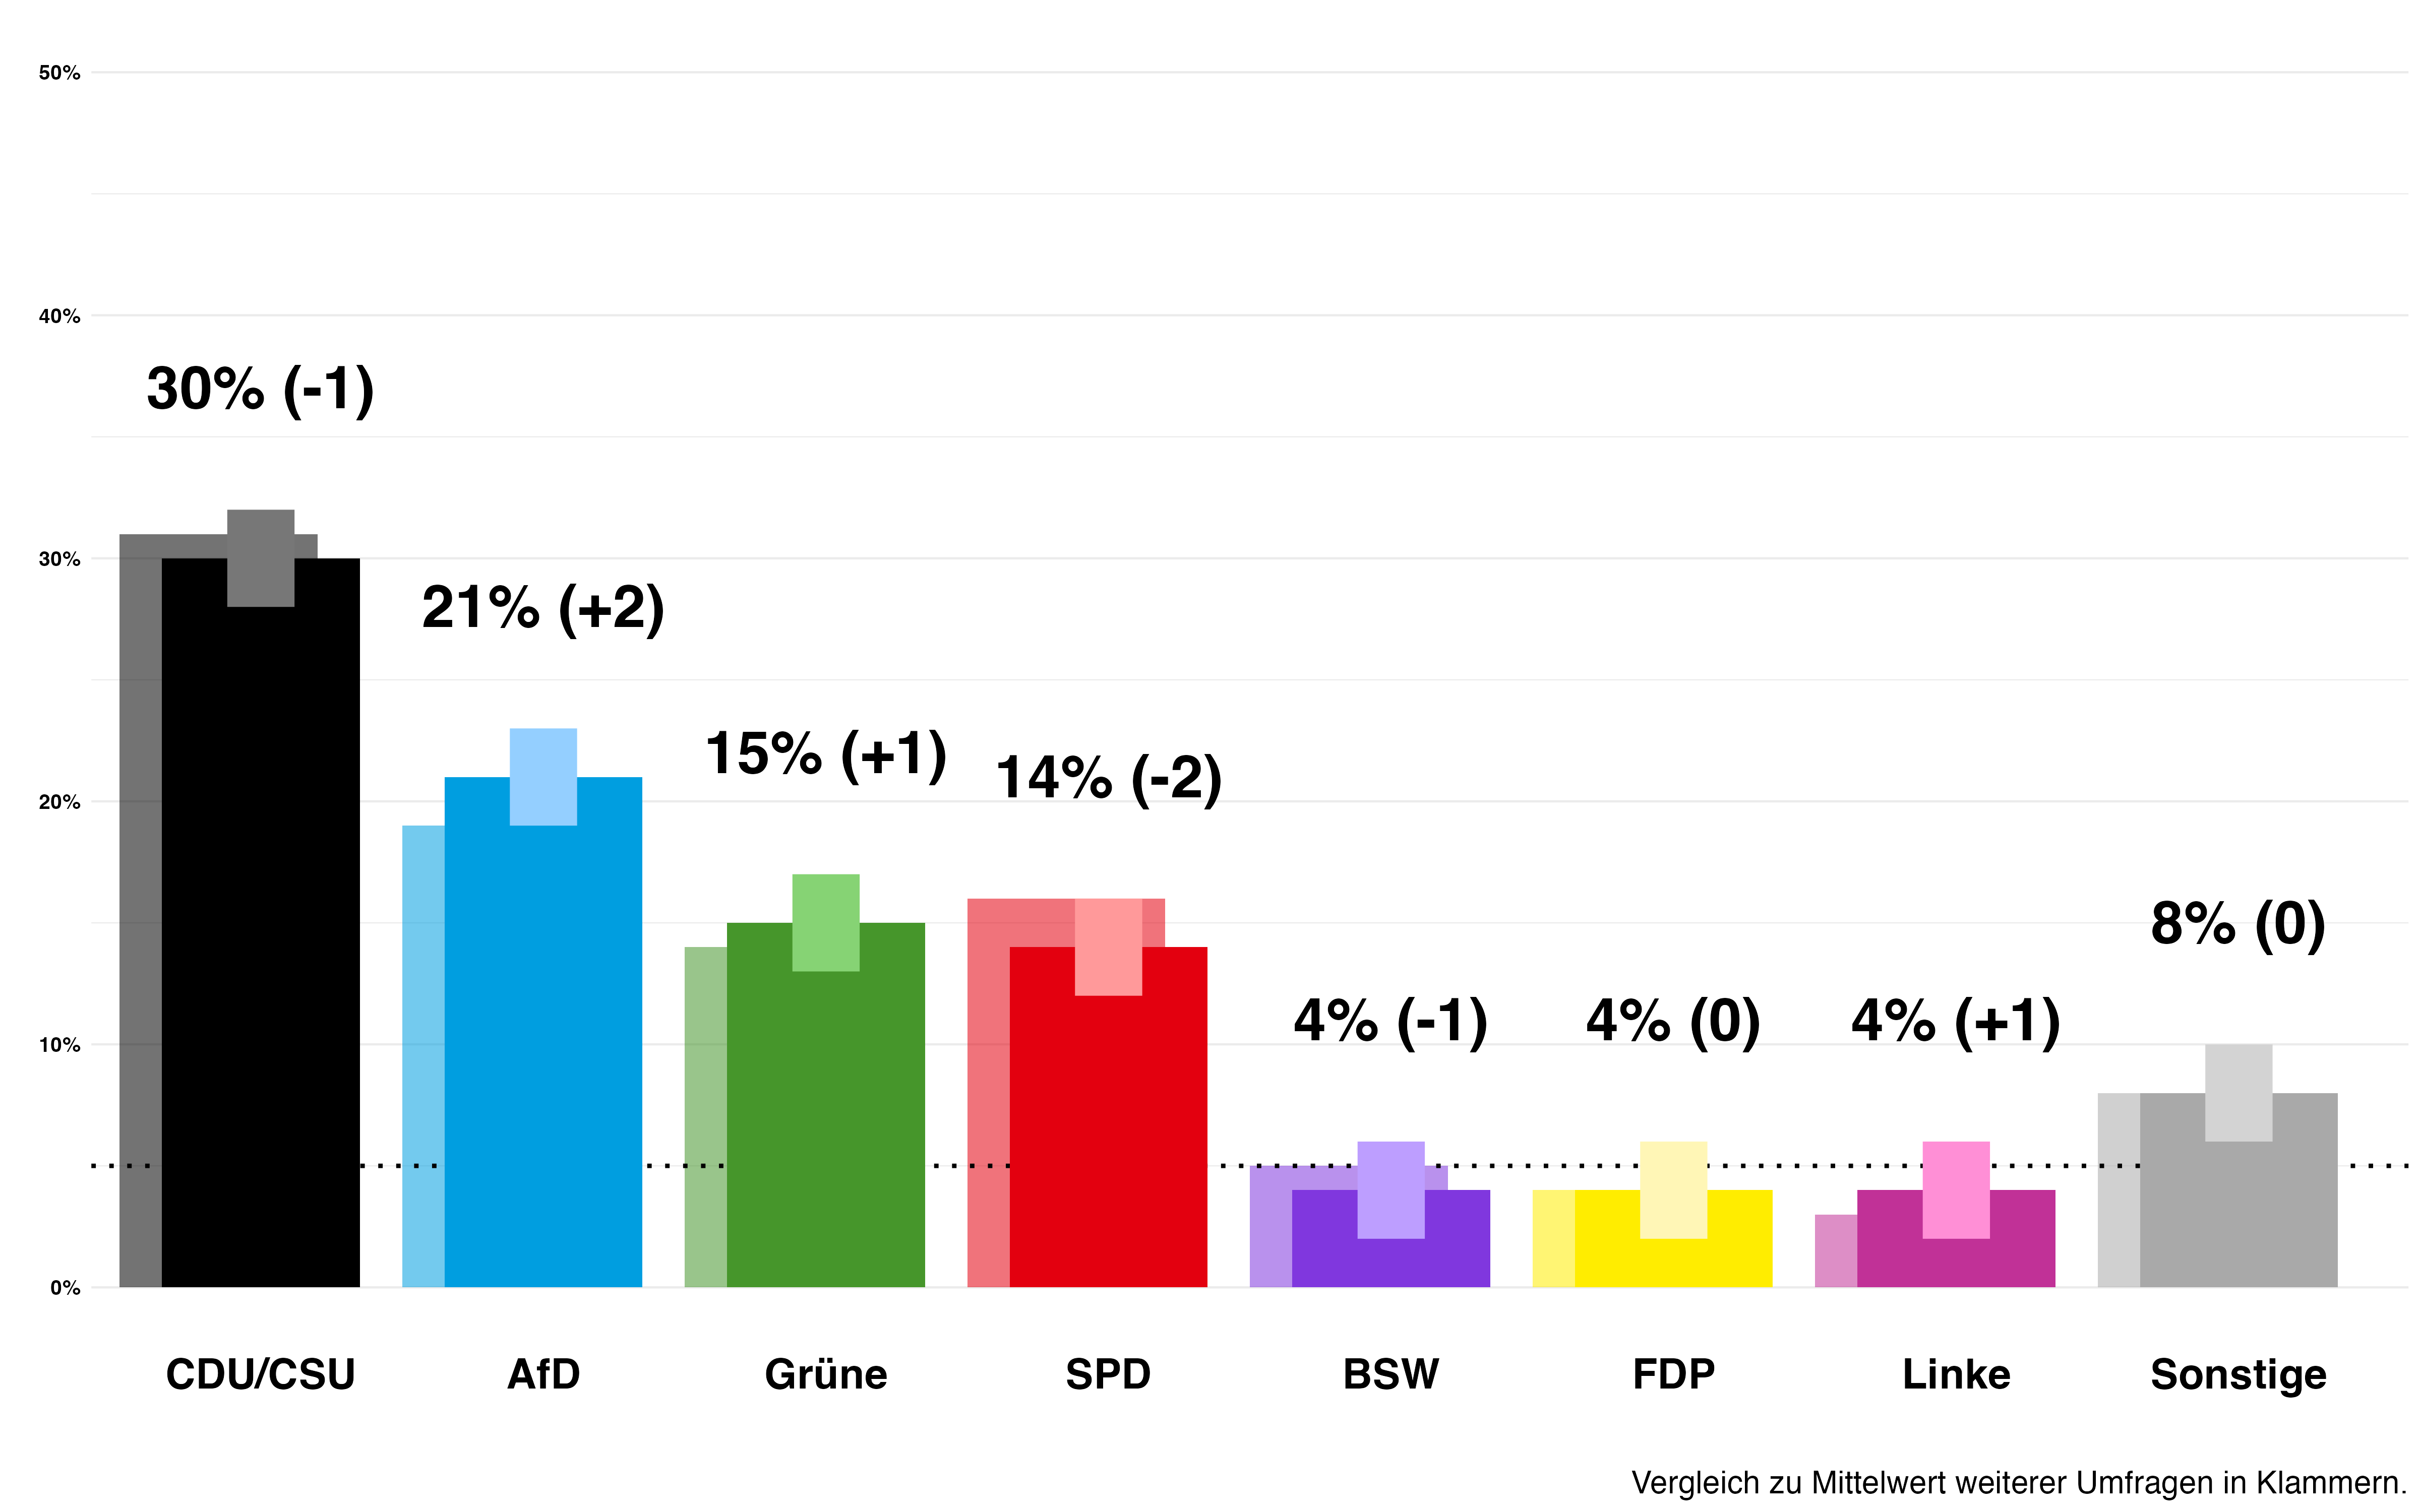 50%
40%
30% (-1)
30%
21% (+2)
15% (+1)
14% (-2)
20%
8% (0)
4% (-1)
4% (0)
4% (+1)
10%
0%
CDU/CSU
AfD
Grüne
SPD
BSW
FDP
Linke
Sonstige
Vergleich zu Mittelwert weiterer Umfragen in Klammern.